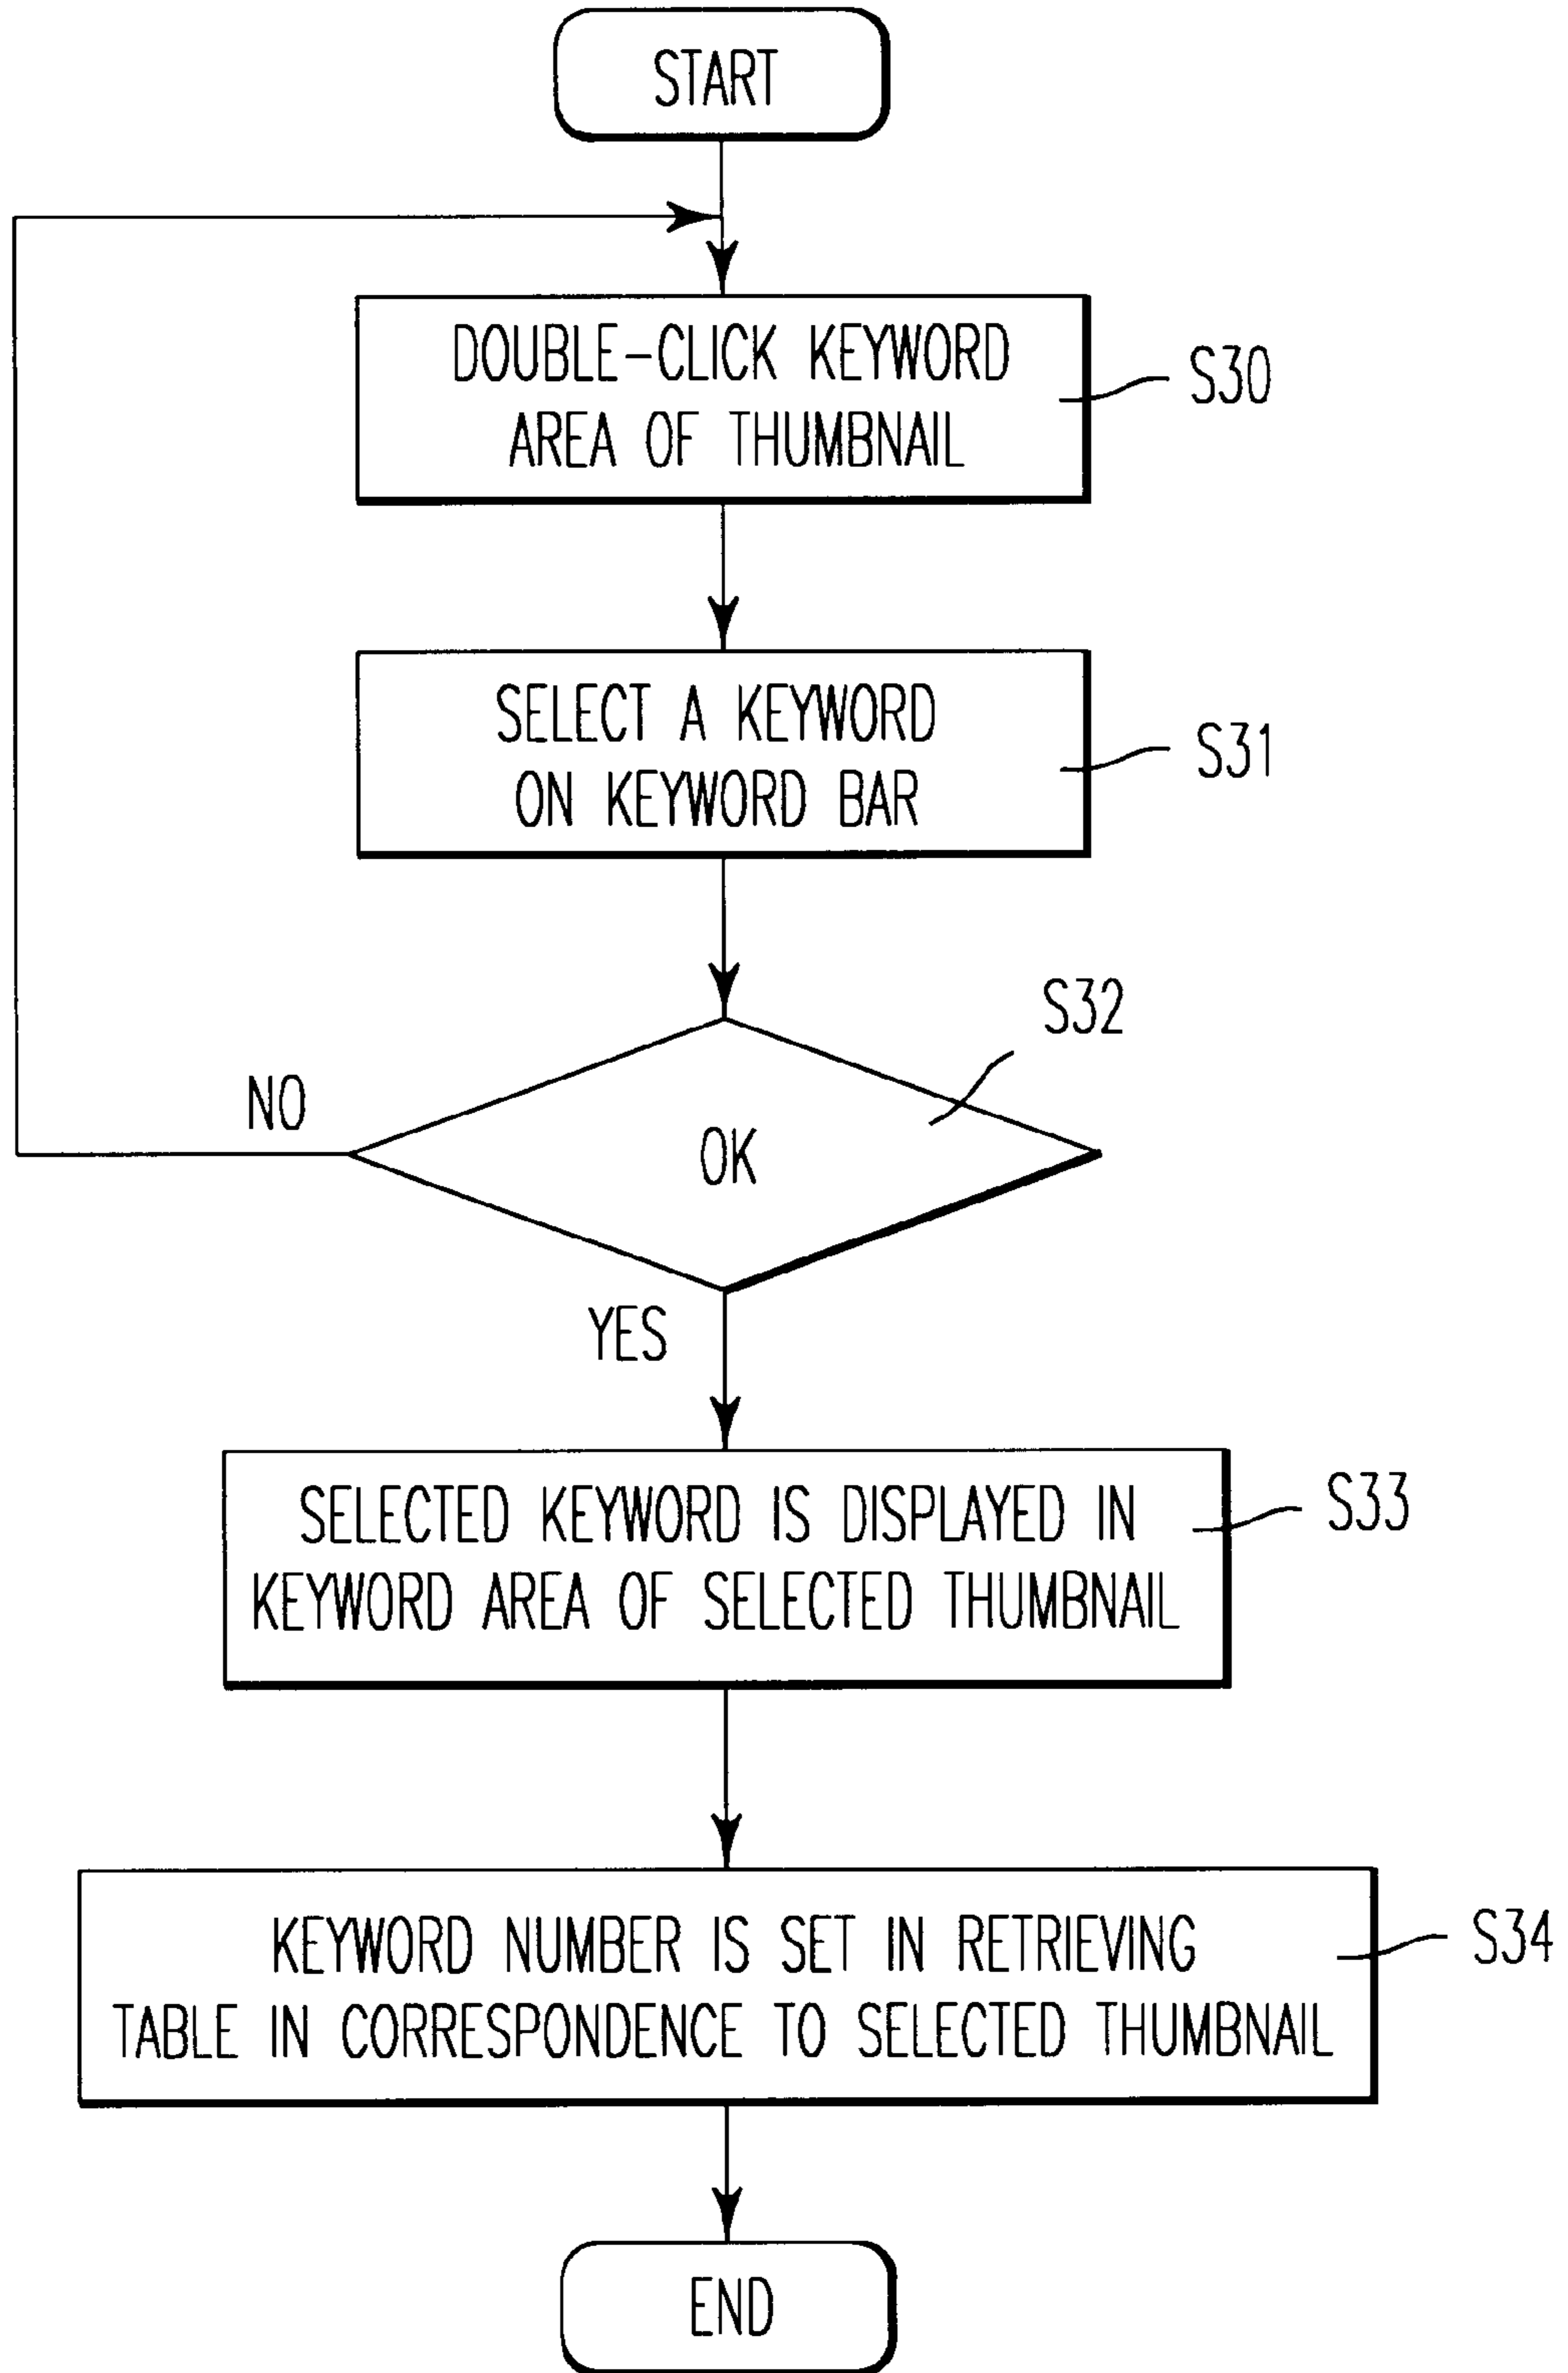 START
DOUBLE-CLICK KEYWORD
AREA OF THUMBNAIL
S30
SELECT A KEYWORD
ON KEYWORD BAR
S31
S32
NO
OK
YES
SELECTED KEYWORD IS DISPLAYED IN
KEYWORD AREA OF SELECTED THUMBNAIL
S33
KEYWORD NUMBER IS SET IN RETRIEVING
TABLE IN CORRESPONDENCE TO SELECTED THUMBNAIL
S34
END